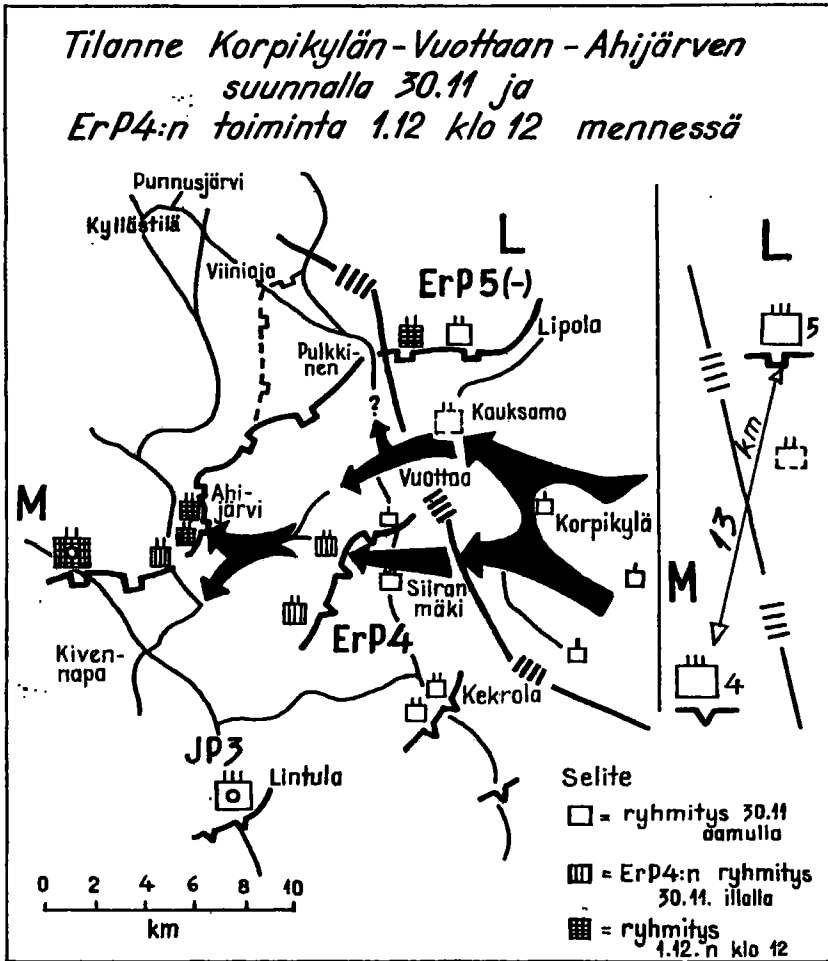 Tilanne Korpikylän-Vuottaan-Ahijärven
suunnalla 30.11 ja
ErP4:n toiminta 1.12 klo 12 mennessä
Punnusjärvi
Kyllästilä
Viinioja
L
ErP5(-)
Lipola
Pulkki-
nen
?
Kauksamo
Vuottaa
Ahi-
järvi
M
Korpikylä
Siiran
mäki
ErP4
Kiven-
napa
Kekrola
JP3
Lintula
L
5
13 km
M
4
0 2 4 6 8 10
km
Selite
= ryhmitys 30.11
aamulla
= ErP4:n ryhmitys
30.11. illalla
= ryhmitys
1.12.n klo 12